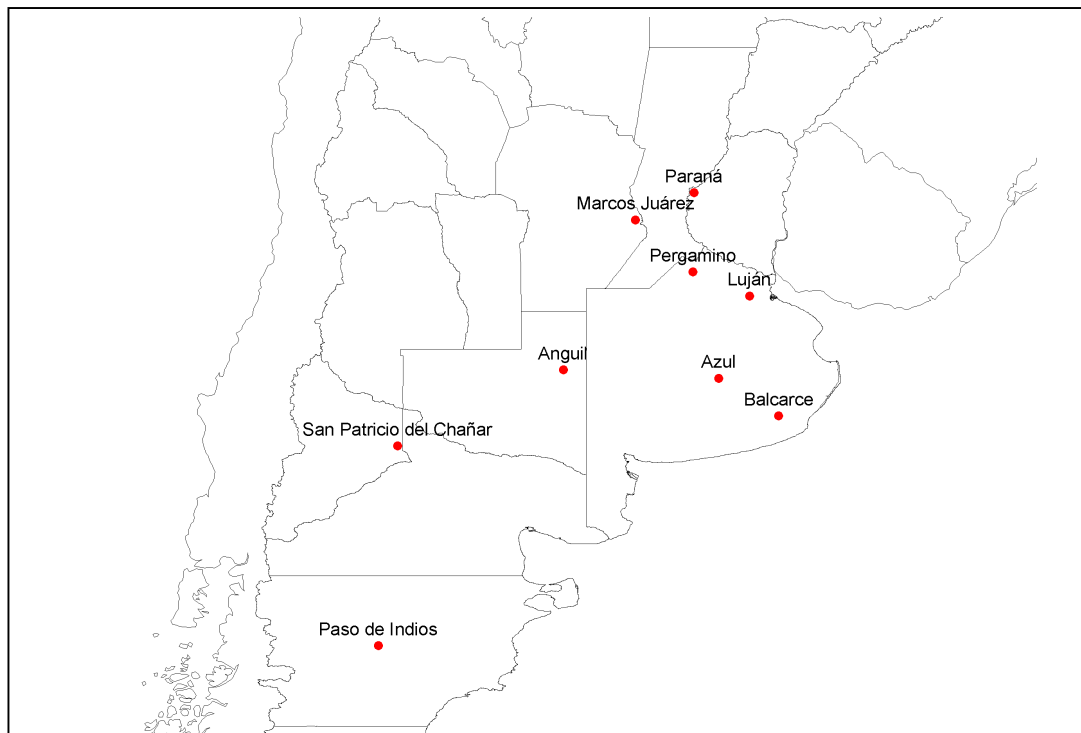 Paraná
Marcos Juárez
Pergamino
Luján
Anguil
Azul
Balcarce
San Patricio del Chañar
Paso de Indios